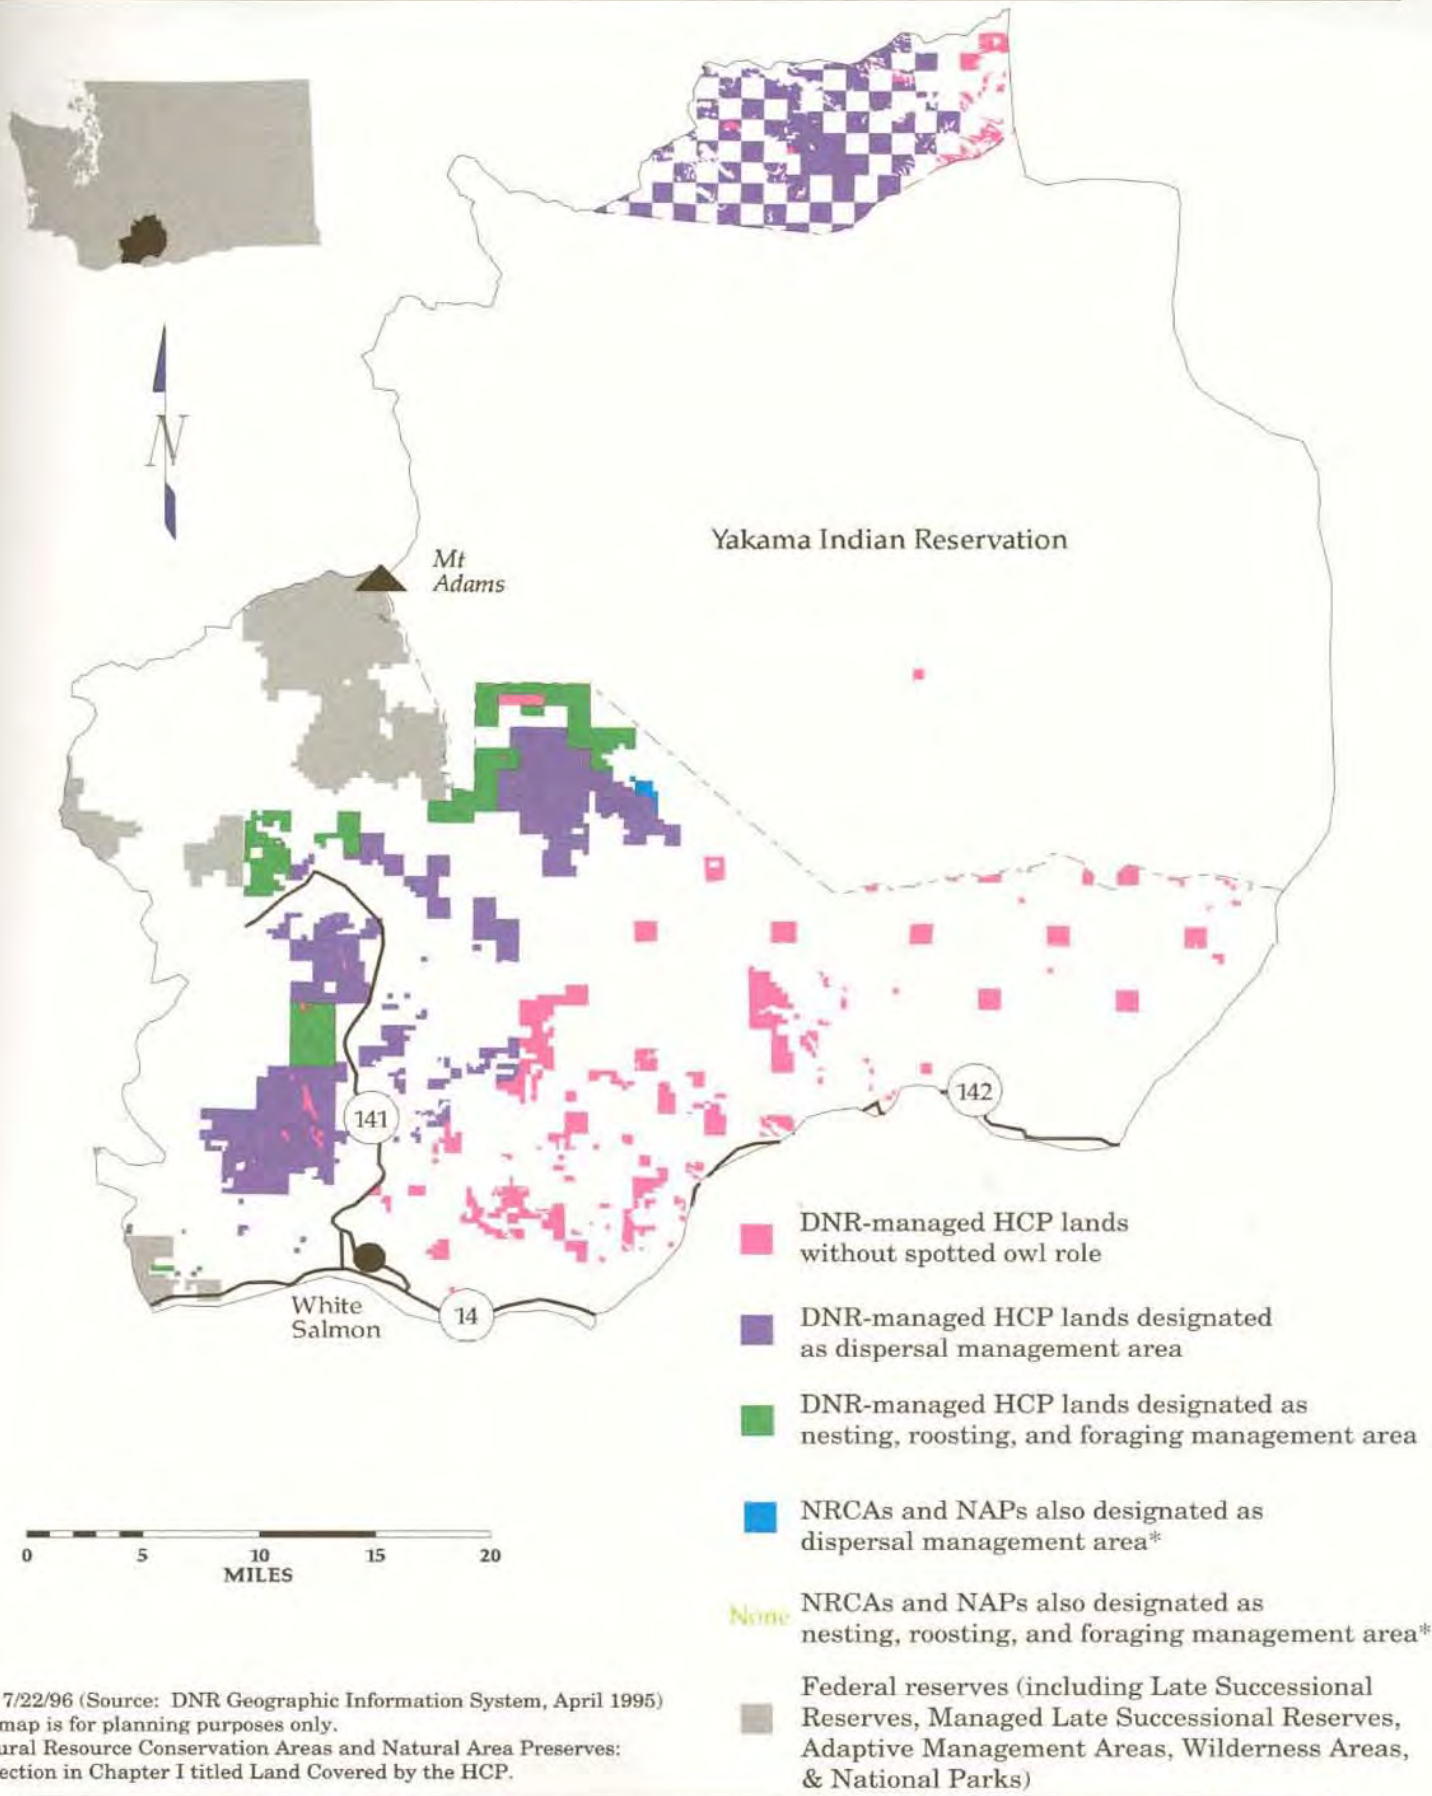 N
Mt
Adams
Yakama Indian Reservation
142
141
White
Salmon
14
DNR-managed HCP lands
without spotted owl role
DNR-managed HCP lands designated
as dispersal management area
DNR-managed HCP lands designated as
nesting, roosting, and foraging management area
NRCAs and NAPs also designated as
dispersal management area*
None
NRCAs and NAPs also designated as
nesting, roosting, and foraging management area*
Federal reserves (including Late Successional
Reserves, Managed Late Successional Reserves,
Adaptive Management Areas, Wilderness Areas,
& National Parks)
0 5 10 15 20
MILES
7/22/96 (Source: DNR Geographic Information System, April 1995)
map is for planning purposes only.
ural Resource Conservation Areas and Natural Area Preserves:
ection in Chapter I titled Land Covered by the HCP.